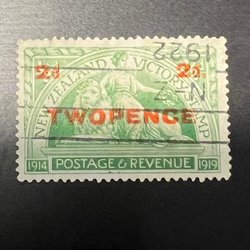 1922
N
2d 2d
NEW ZEALAND VICTORY STAMP
TWOPENCE
1914 POSTAGE & REVENUE 1919